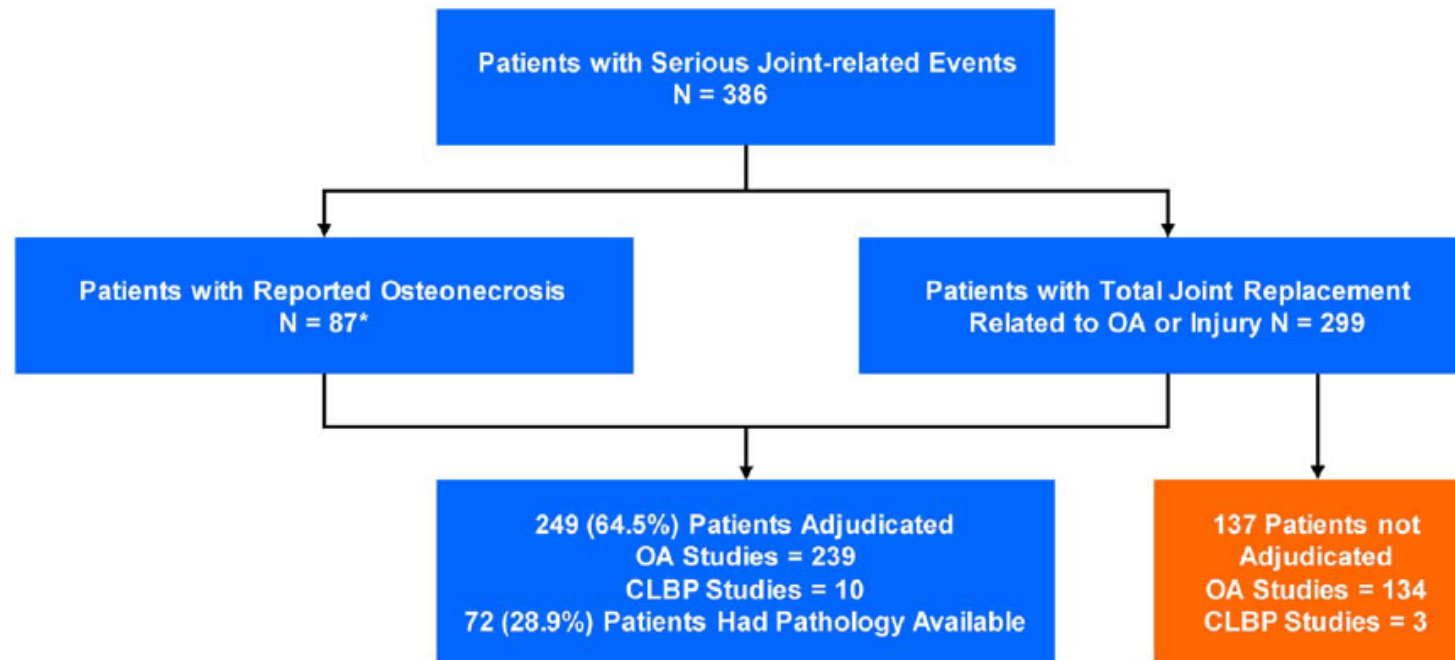 Patients with Serious Joint-related Events
N = 386
Patients with Reported Osteonecrosis
N = 87*
Patients with Total Joint Replacement
Related to OA or Injury N = 299
249 (64.5%) Patients Adjudicated
OA Studies = 239
CLBP Studies = 10
72 (28.9%) Patients Had Pathology Available
137 Patients not
Adjudicated
OA Studies = 134
CLBP Studies = 3